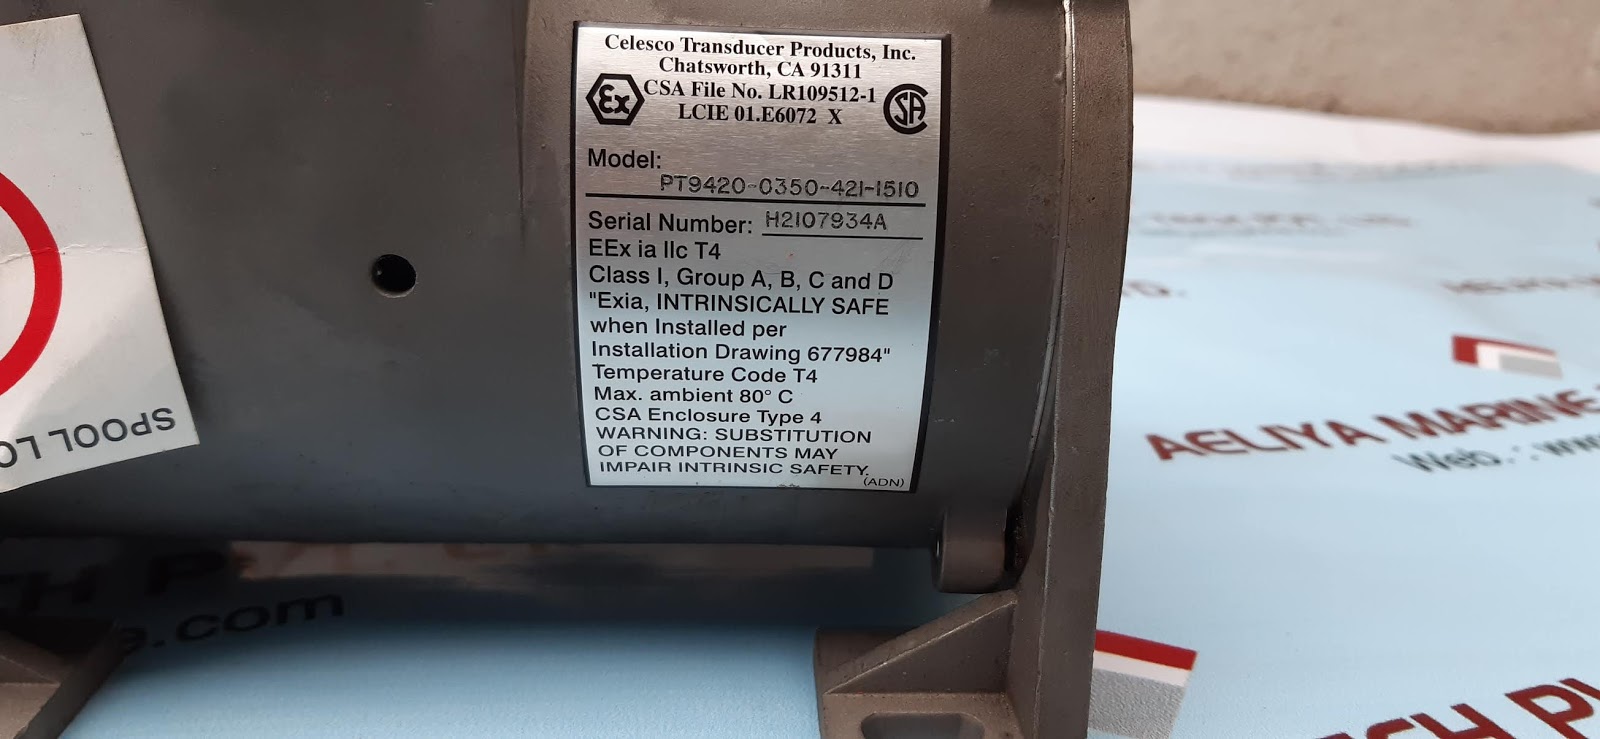 Celesco Transducer Products, Inc.
Chatsworth, CA 91311
Ex CSA File No. LR109512-1 SA
LCIE 01.E6072 X
Model:
PT9420-0350-421-1510
Serial Number: H2107934A
EEx ia IIc T4
Class I, Group A, B, C and D
"Exia, INTRINSICALLY SAFE
when Installed per
Installation Drawing 677984"
Temperature Code T4
Max. ambient 80° C
CSA Enclosure Type 4
WARNING: SUBSTITUTION
OF COMPONENTS MAY
IMPAIR INTRINSIC SAFETY.
(ADN)
SPOOL
AELIYA MARINE
Web.
.com